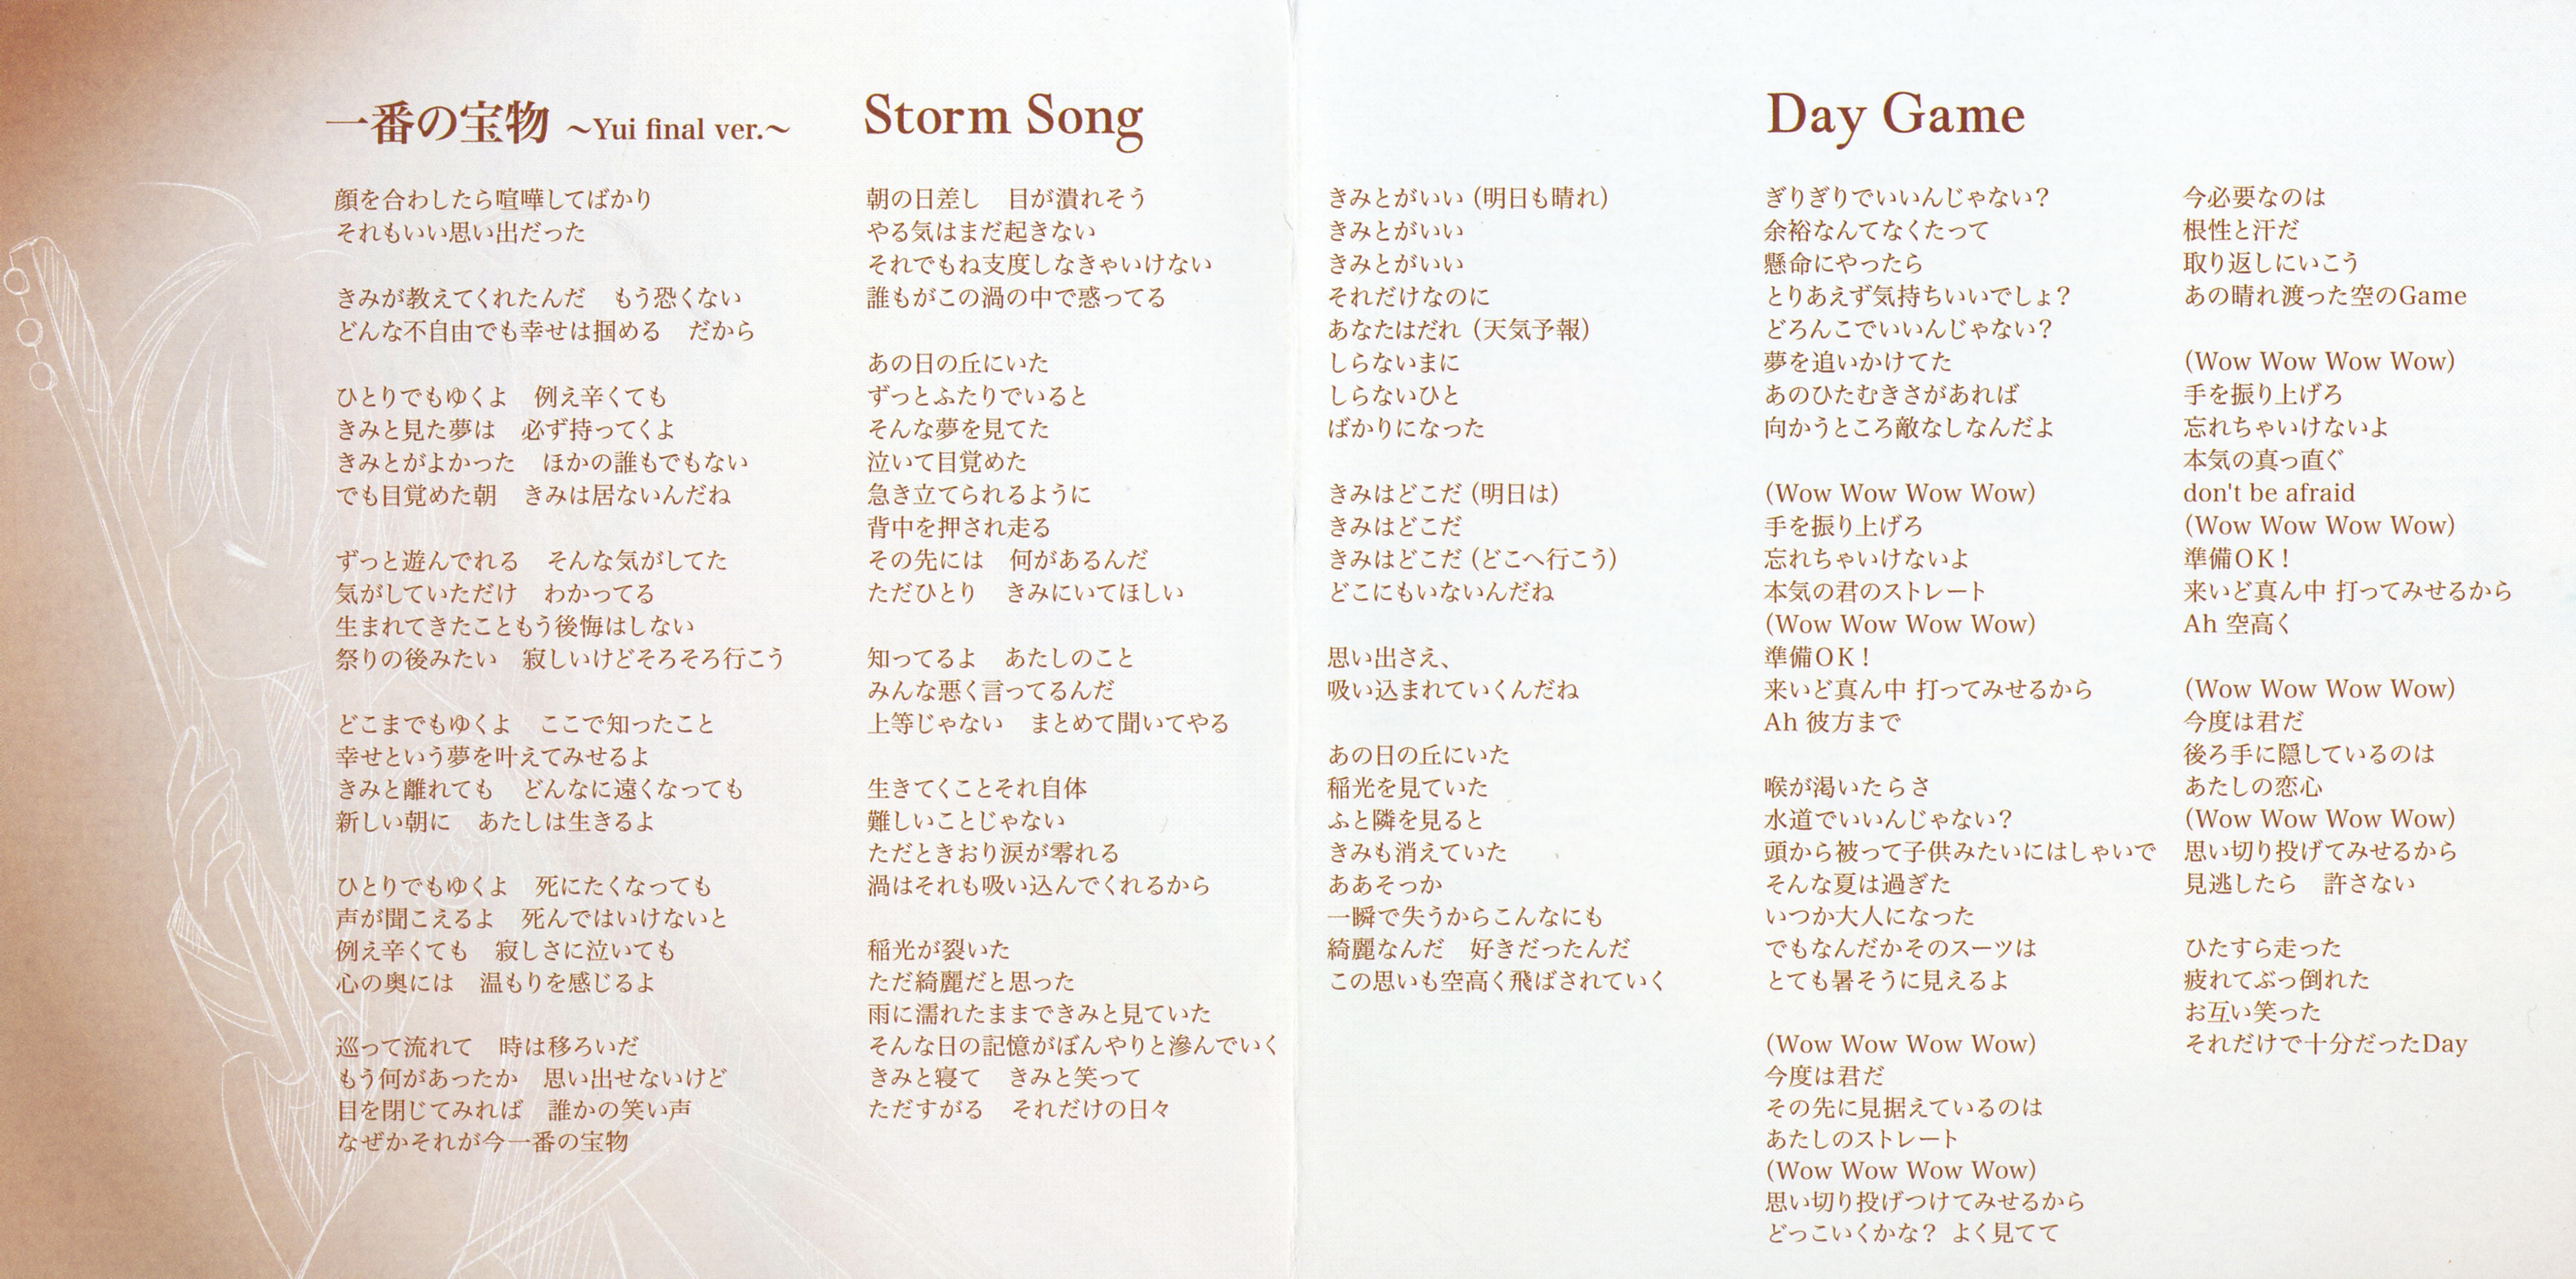 一番の宝物 ～Yui final ver.～
顔を合わしたら喧嘩してばかり
それもいい思い出だった
きみが教えてくれたんだ　もう恐くない
どんな不自由でも幸せは掴める　だから
ひとりでもゆくよ　例え辛くても
きみと見た夢は　必ず持ってくよ
きみとがよかった　ほかの誰もでもない
でも目覚めた朝　きみは居ないんだね
ずっと遊んでれる　そんな気がしてた
気がしていただけ　わかってる
生まれてきたこともう後悔はしない
祭りの後みたい　寂しいけどそろそろ行こう
どこまでもゆくよ　ここで知ったこと
幸せという夢を叶えてみせるよ
きみと離れても　どんなに遠くなっても
新しい朝に　あたしは生きるよ
ひとりでもゆくよ　死にたくなっても
声が聞こえるよ　死んではいけないと
例え辛くても　寂しさに泣いても
心の奥には　温もりを感じるよ
巡って流れて　時は移ろいだ
もう何があったか　思い出せないけど
目を閉じてみれば　誰かの笑い声
なぜかそれが今一番の宝物
Storm Song
朝の日差し　目が潰れそう
やる気はまだ起きない
それでもね支度しなきゃいけない
誰もがこの渦の中で惑ってる
あの日の丘にいた
ずっとふたりでいると
そんな夢を見てた
泣いて目覚めた
急き立てられるように
背中を押され走る
その先には　何があるんだ
ただひとり　きみにいてほしい
知ってるよ　あたしのこと
みんな悪く言ってるんだ
上等じゃない　まとめて聞いてやる
生きてくことそれ自体
難しいことじゃない
ただときおり涙が零れる
渦はそれも吸い込んでくれるから
稲光が裂いた
ただ綺麗だと思った
雨に濡れたままできみと見ていた
そんな日の記憶がぼんやりと滲んでいく
きみと寝て　きみと笑って
ただすがる　それだけの日々
きみとがいい（明日も晴れ）
きみとがいい
きみとがいい
それだけなのに
あなたはだれ（天気予報）
しらないまに
しらないひと
ばかりになった
きみはどこだ（明日は）
きみはどこだ
きみはどこだ（どこへ行こう）
どこにもいないんだね
思い出さえ、
吸い込まれていくんだね
あの日の丘にいた
稲光を見ていた
ふと隣を見ると
きみも消えていた
ああそっか
一瞬で失うからこんなにも
綺麗なんだ　好きだったんだ
この思いも空高く飛ばされていく
Day Game
ぎりぎりでいいんじゃない？
余裕なんてなくたって
懸命にやったら
とりあえず気持ちいいでしょ？
どろんこでいいんじゃない？
夢を追いかけてた
あのひたむきさがあれば
向かうところ敵なしなんだよ
(Wow Wow Wow Wow)
手を振り上げろ
忘れちゃいけないよ
本気の君のストレート
(Wow Wow Wow Wow)
準備OK！
来いど真ん中 打ってみせるから
Ah 彼方まで
喉が渇いたらさ
水道でいいんじゃない？
頭から被って子供みたいにはしゃいで
そんな夏は過ぎた
いつか大人になった
でもなんだかそのスーツは
とても暑そうに見えるよ
(Wow Wow Wow Wow)
今度は君だ
その先に見据えているのは
あたしのストレート
(Wow Wow Wow Wow)
思い切り投げつけてみせるから
どっこいくかな？ よく見てて
今必要なのは
根性と汗だ
取り返しにいこう
あの晴れ渡った空のGame
(Wow Wow Wow Wow)
手を振り上げろ
忘れちゃいけないよ
本気の真っ直ぐ
don't be afraid
(Wow Wow Wow Wow)
準備OK！
来いど真ん中 打ってみせるから
Ah 空高く
(Wow Wow Wow Wow)
今度は君だ
後ろ手に隠しているのは
あたしの恋心
(Wow Wow Wow Wow)
思い切り投げてみせるから
見逃したら　許さない
ひたすら走った
疲れてぶっ倒れた
お互い笑った
それだけで十分だったDay